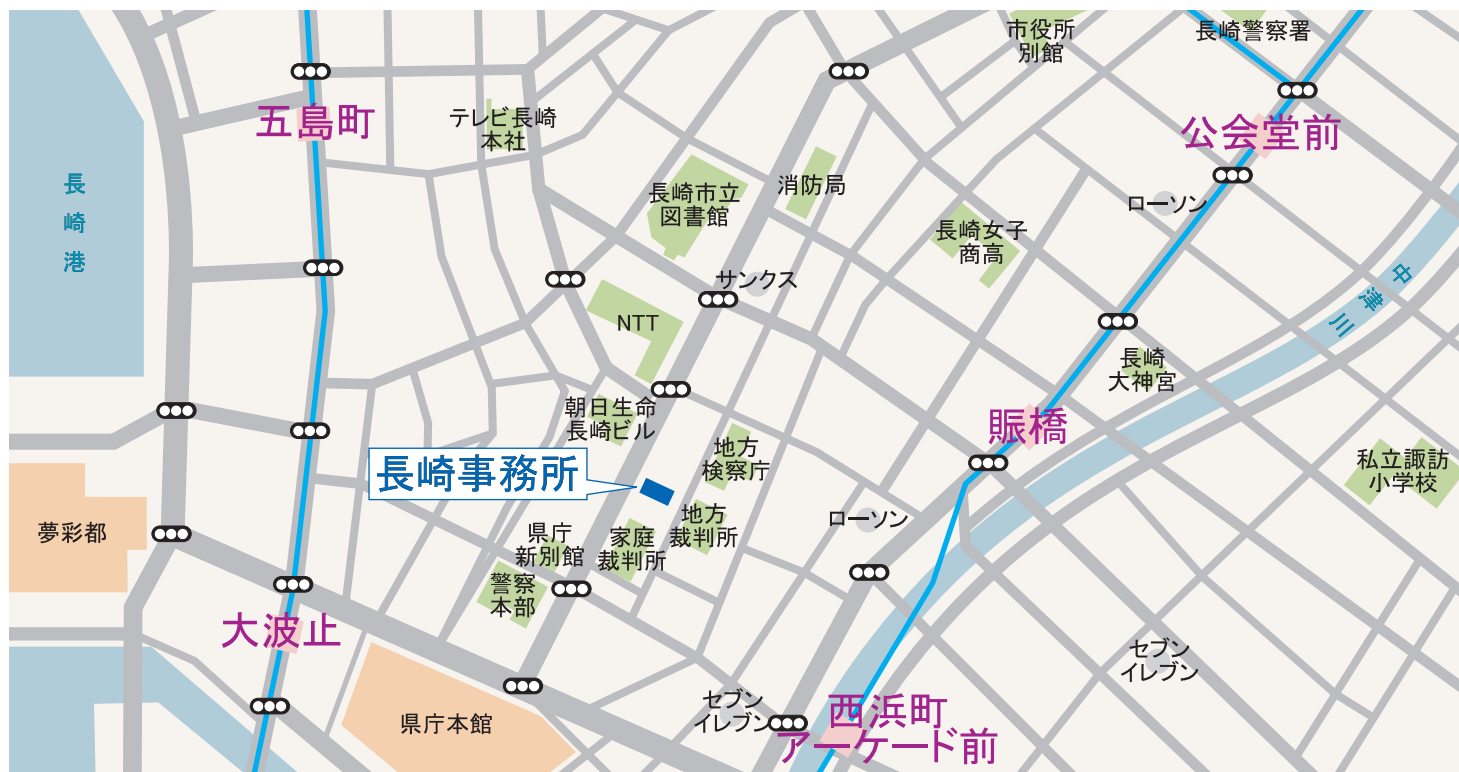 市役所
別館
長崎警察署
五島町
テレビ長崎
本社
公会堂前
長崎港
長崎市立
図書館
消防局
ローソン
長崎女子
商高
サンクス
中津川
NTT
長崎
大神宮
朝日生命
長崎ビル
賑橋
地方
検察庁
長崎事務所
私立諏訪
小学校
夢彩都
県庁
新別館
家庭
裁判所
地方
裁判所
ローソン
警察
本部
大波止
セブン
イレブン
県庁本館
セブン
イレブン
西浜町
アーケード前